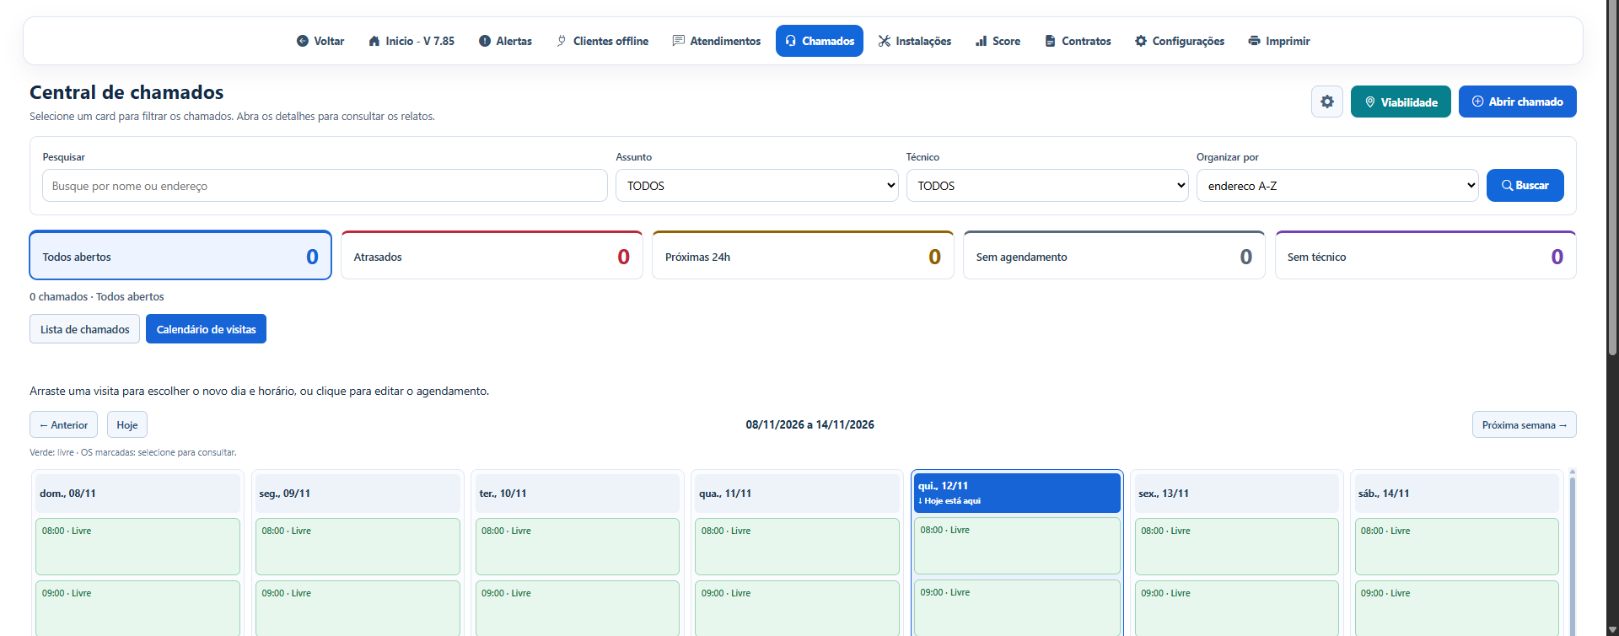 Voltar Inicio - V 7.85 Alertas Clientes offline Atendimentos Chamados Instalações Score Contratos Configurações Imprimir
Central de chamados
Selecione um card para filtrar os chamados. Abra os detalhes para consultar os relatos.
Viabilidade Abrir chamado
Pesquisar Assunto Técnico Organizar por
Busque por nome ou endereço TODOS TODOS endereco A-Z Buscar
Todos abertos 0 Atrasados 0 Próximas 24h 0 Sem agendamento 0 Sem técnico 0
0 chamados · Todos abertos
Lista de chamados Calendário de visitas
Arraste uma visita para escolher o novo dia e horário, ou clique para editar o agendamento.
← Anterior Hoje 08/11/2026 a 14/11/2026 Próxima semana →
Verde: livre · OS marcadas: selecione para consultar.
dom., 08/11 seg., 09/11 ter., 10/11 qua., 11/11 qui., 12/11 sex., 13/11 sáb., 14/11
↓ Hoje está aqui
08:00 · Livre 08:00 · Livre 08:00 · Livre 08:00 · Livre 08:00 · Livre 08:00 · Livre 08:00 · Livre
09:00 · Livre 09:00 · Livre 09:00 · Livre 09:00 · Livre 09:00 · Livre 09:00 · Livre 09:00 · Livre